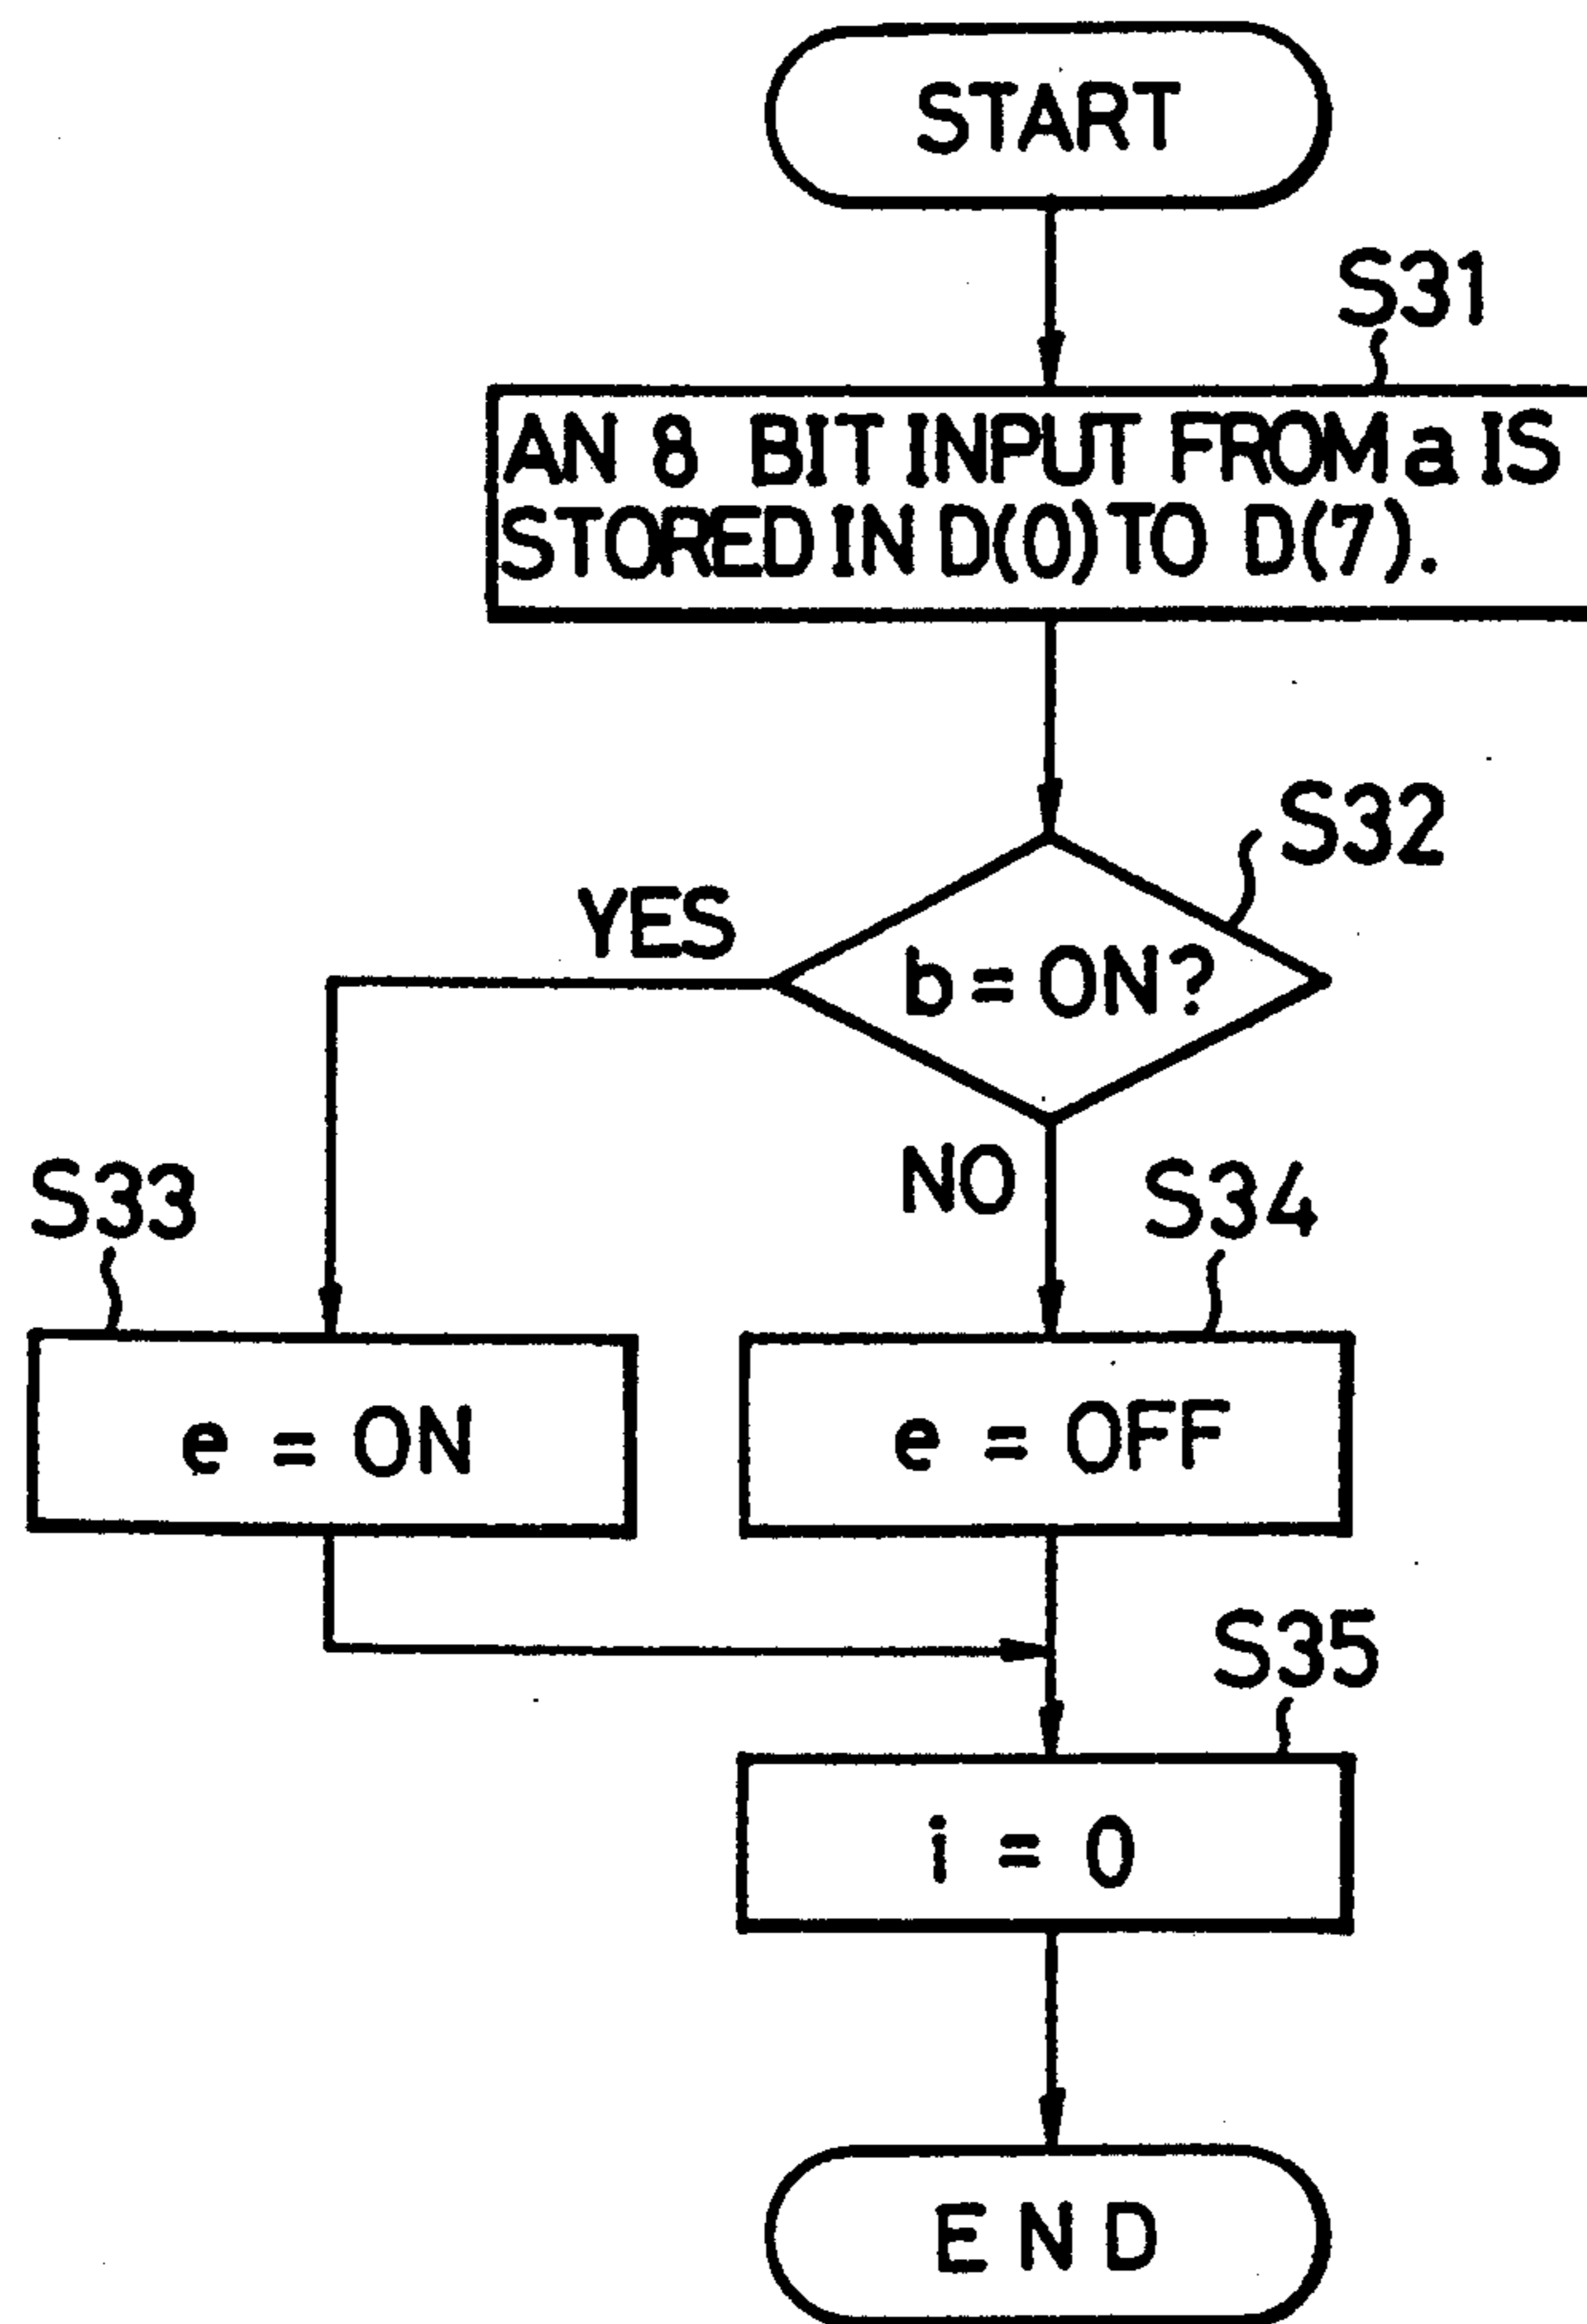 START
S31
AN 8 BIT INPUT FROM a IS
STORED IN D(0) TO D(7).
S32
YES
b = ON?
NO
S33
S34
e = ON
e = OFF
S35
i = 0
END